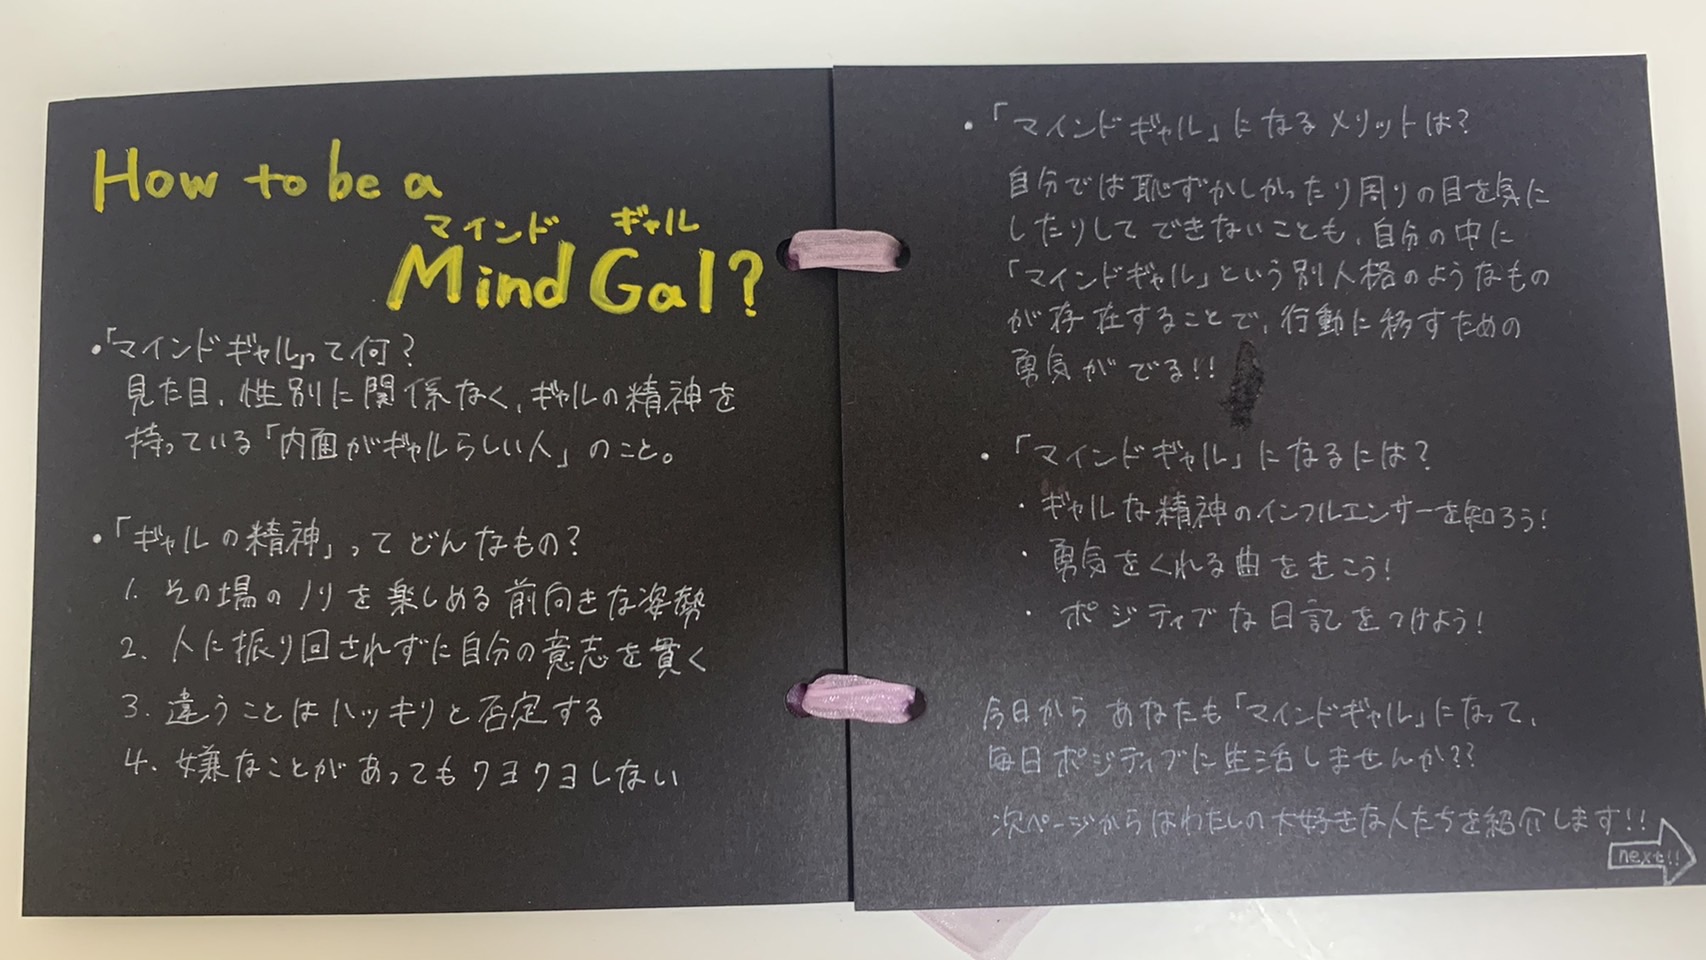 How to be a
マインド ギャル
Mind Gal?
・「マインドギャル」って何?
見た目、性別に関係なく、ギャルの精神を
持っている「内面がギャルらしい人」のこと。
・「ギャルの精神」ってどんなもの?
1. その場のノリを楽しめる前向きな姿勢
2. 人に振り回されずに自分の意志を貫く
3. 違うことはハッキリと否定する
4. 嫌なことがあってもクヨクヨしない
・「マインドギャル」になるメリットは?
自分では恥ずかしかったり周りの目を気に
したりしてできないことも、自分の中に
「マインドギャル」という別人格のようなもの
が存在することで、行動に移すための
勇気がでる!!
・「マインドギャル」になるには?
・ギャルな精神のインフルエンサーを知ろう!
・勇気をくれる曲をきこう!
・ポジティブな日記をつけよう!
今日からあなたも「マインドギャル」になって、
毎日ポジティブに生活しませんか??
次ページからはわたしの大好きな人たちを紹介します!!
next!!